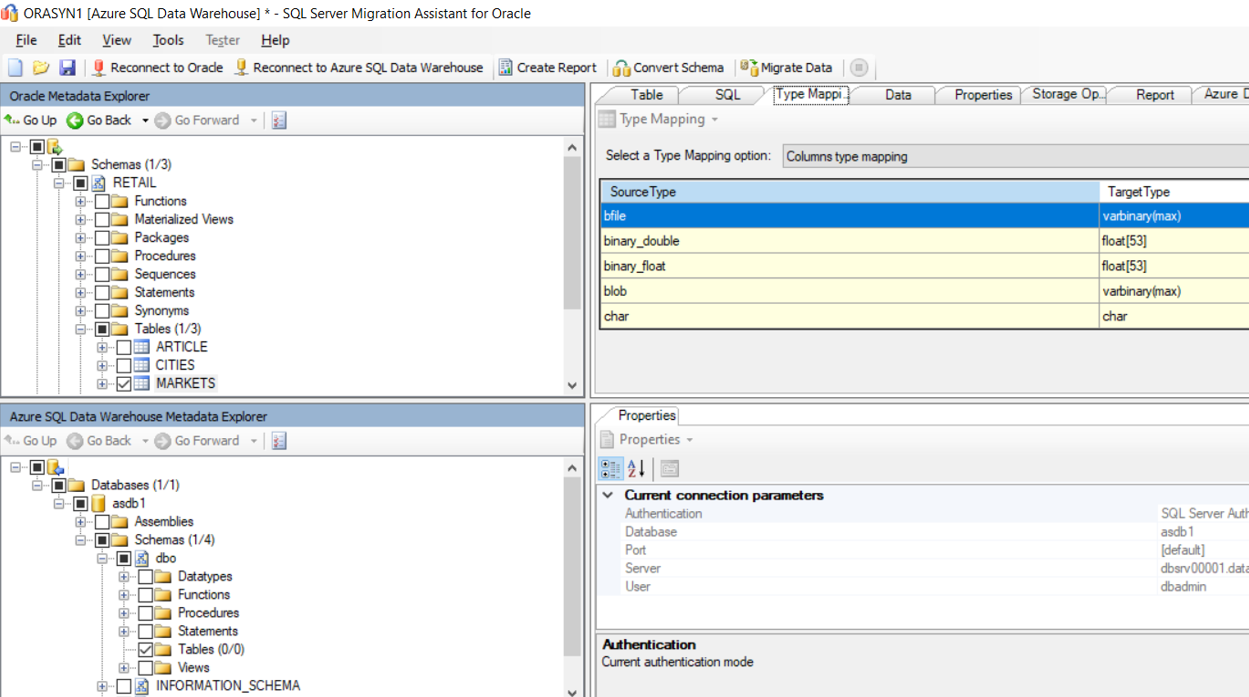 ORASYN1 [Azure SQL Data Warehouse] * - SQL Server Migration Assistant for Oracle
File Edit View Tools Tester Help
Reconnect to Oracle Reconnect to Azure SQL Data Warehouse Create Report Convert Schema Migrate Data
Oracle Metadata Explorer
Go Up Go Back Go Forward
Schemas (1/3)
RETAIL
Functions
Materialized Views
Packages
Procedures
Sequences
Statements
Synonyms
Tables (1/3)
ARTICLE
CITIES
MARKETS
Table SQL Type Mappi.. Data Properties Storage Op.. Report Azure D
Type Mapping
Select a Type Mapping option: Columns type mapping
SourceType TargetType
bfile varbinary(max)
binary_double float[53]
binary_float float[53]
blob varbinary(max)
char char
Azure SQL Data Warehouse Metadata Explorer
Go Up Go Back Go Forward
Databases (1/1)
asdb1
Assemblies
Schemas (1/4)
dbo
Datatypes
Functions
Procedures
Statements
Tables (0/0)
Views
INFORMATION_SCHEMA
Properties
Properties
Current connection parameters
Authentication SQL Server Auth
Database asdb1
Port [default]
Server dbsrv00001.data
User dbadmin
Authentication
Current authentication mode